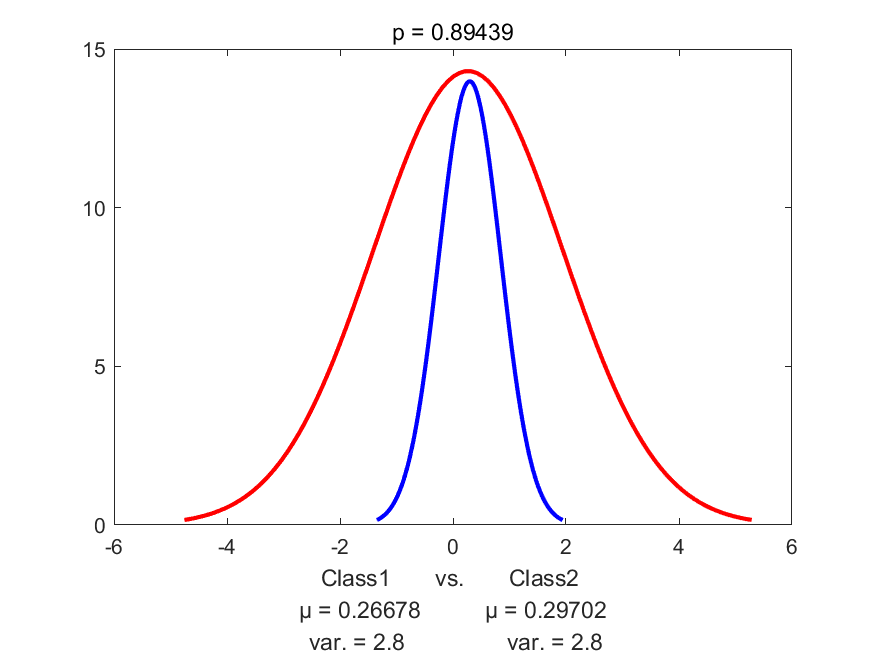 p = 0.89439
15
10
5
0
-6 -4 -2 0 2 4 6
Class1 vs. Class2
μ = 0.26678 μ = 0.29702
var. = 2.8 var. = 2.8